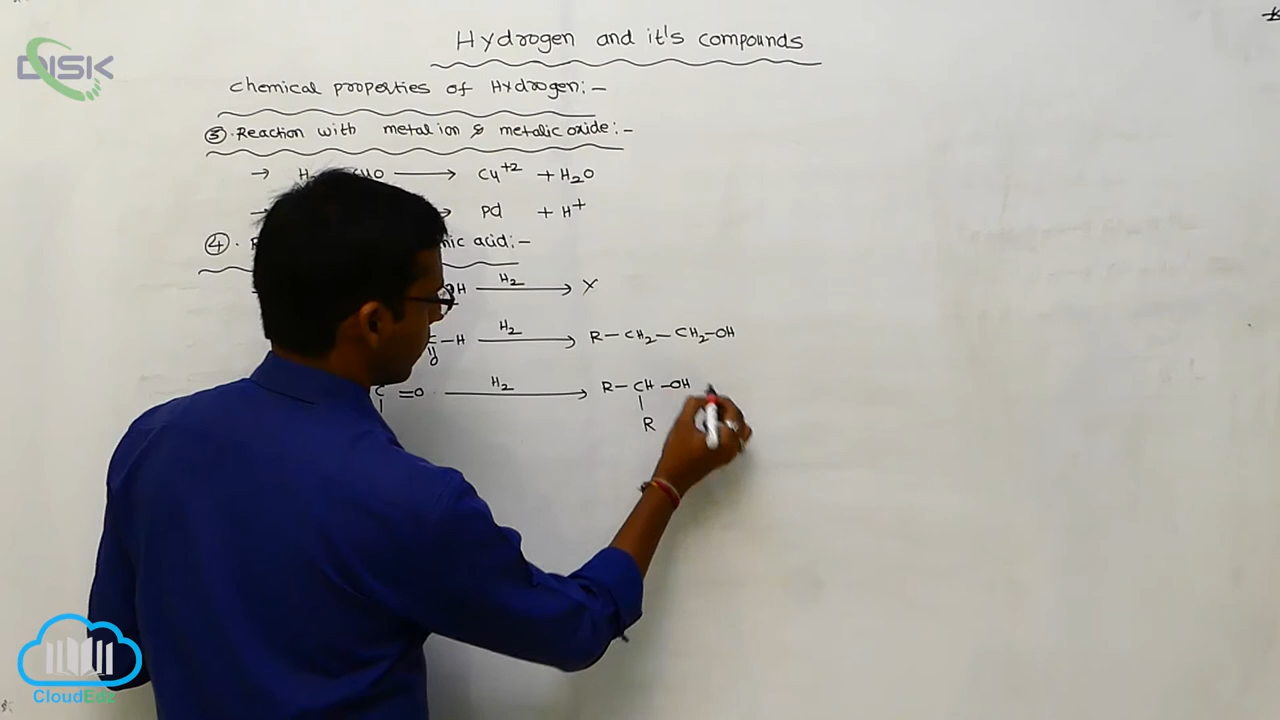 Hydrogen and it's compounds
DISK
Chemical properties of Hydrogen:-
③. Reaction with metal ion & metalic oxide:-
→ H CuO ⟶ Cu⁺² + H₂O
→ Pd + H⁺
④. acid:-
H —H₂→ X
C—H —H₂→ R—CH₂—CH₂—OH
O
C=O —H₂→ R—CH—OH
R
CloudEdz